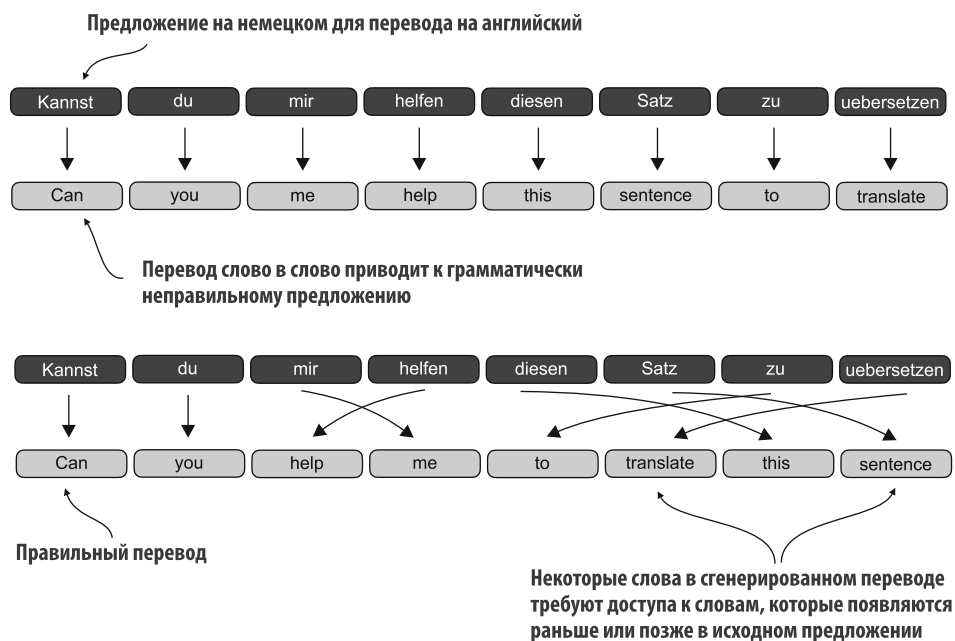 Предложение на немецком для перевода на английский
Kannst du mir helfen diesen Satz zu uebersetzen
Can you me help this sentence to translate
Перевод слово в слово приводит к грамматически
неправильному предложению
Kannst du mir helfen diesen Satz zu uebersetzen
Can you help me to translate this sentence
Правильный перевод
Некоторые слова в сгенерированном переводе
требуют доступа к словам, которые появляются
раньше или позже в исходном предложении